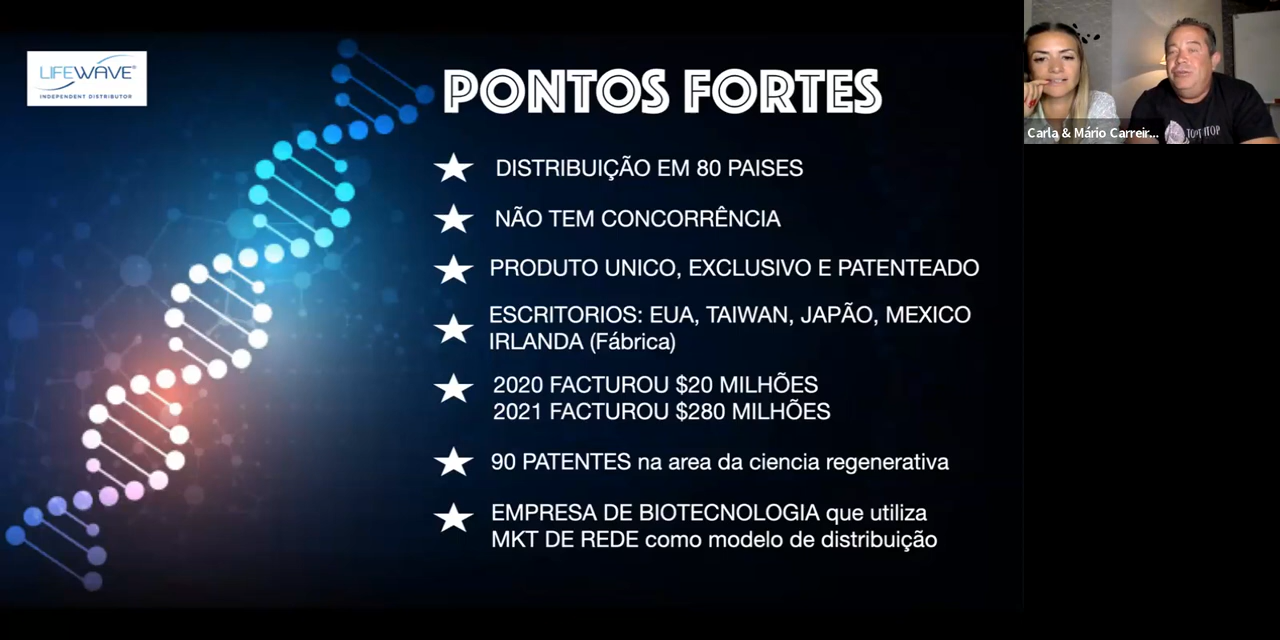 LIFEWAVE®
INDEPENDENT DISTRIBUTOR
PONTOS FORTES
DISTRIBUIÇÃO EM 80 PAISES
NÃO TEM CONCORRÊNCIA
PRODUTO UNICO, EXCLUSIVO E PATENTEADO
ESCRITORIOS: EUA, TAIWAN, JAPÃO, MEXICO
IRLANDA (Fábrica)
2020 FACTUROU $20 MILHÕES
2021 FACTUROU $280 MILHÕES
90 PATENTES na area da ciencia regenerativa
EMPRESA DE BIOTECNOLOGIA que utiliza
MKT DE REDE como modelo de distribuição
Carla & Mário Carreir...